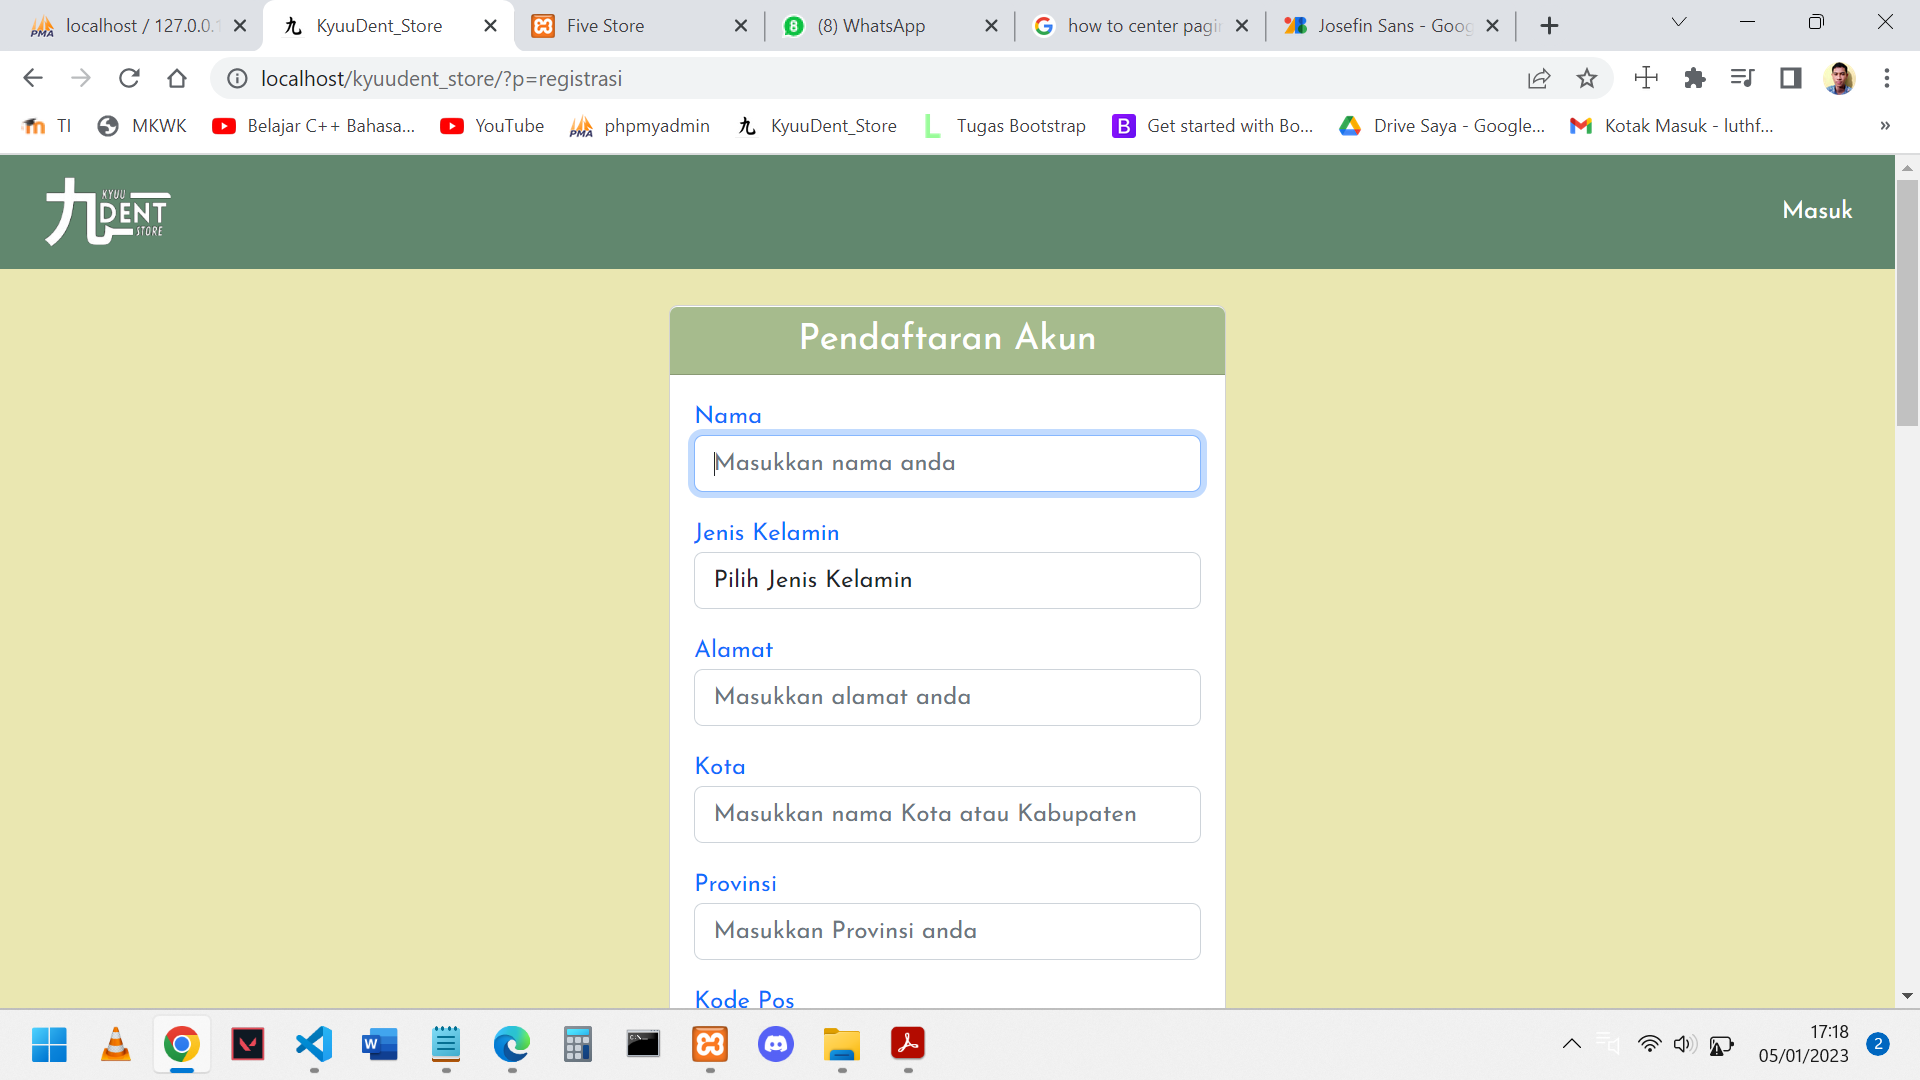 localhost / 127.0.0.1
KyuuDent_Store
Five Store
(8) WhatsApp
how to center pagin
Josefin Sans - Goog
localhost/kyuudent_store/?p=registrasi
TI
MKWK
Belajar C++ Bahasa...
YouTube
phpmyadmin
KyuuDent_Store
Tugas Bootstrap
Get started with Bo...
Drive Saya - Google...
Kotak Masuk - luthf...
»
九 KYUU
DENT
STORE
Masuk
Pendaftaran Akun
Nama
Masukkan nama anda
Jenis Kelamin
Pilih Jenis Kelamin
Alamat
Masukkan alamat anda
Kota
Masukkan nama Kota atau Kabupaten
Provinsi
Masukkan Provinsi anda
Kode Pos
17:18
05/01/2023
2